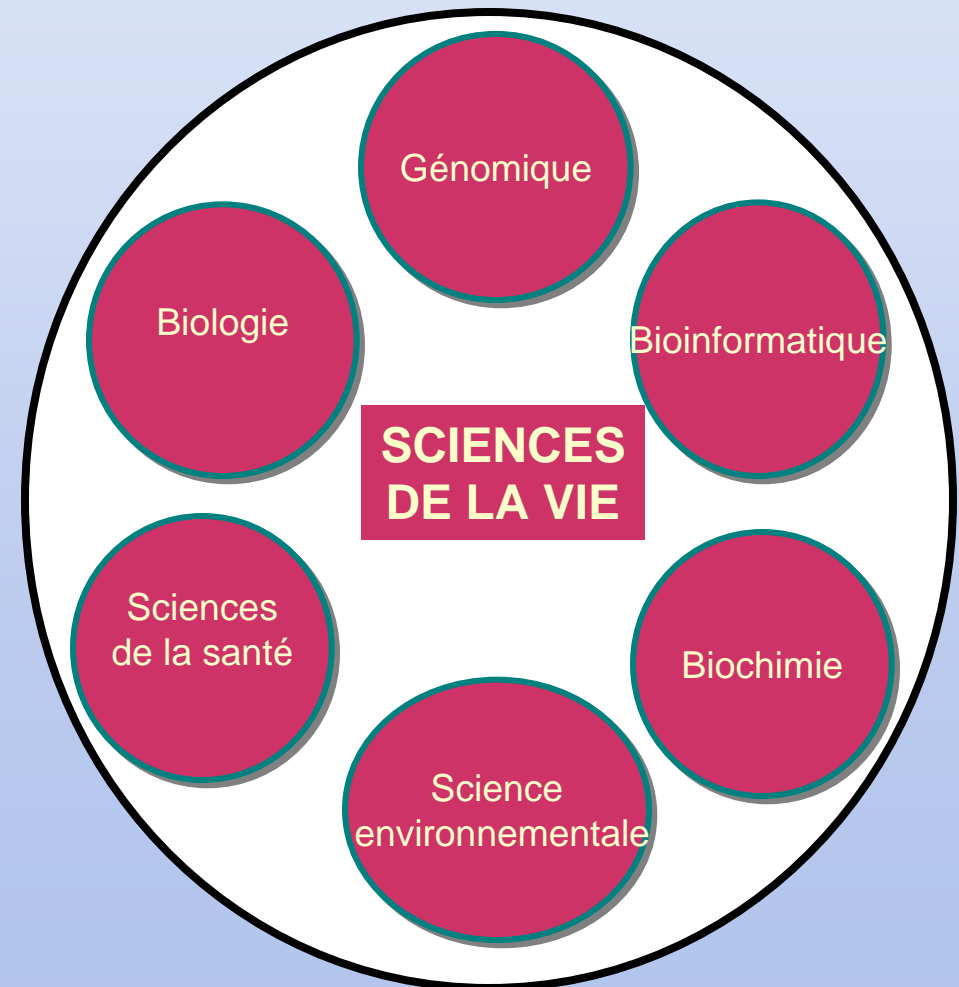 Génomique
Biologie
Bioinformatique
SCIENCES
DE LA VIE
Sciences
de la santé
Biochimie
Science
environnementale